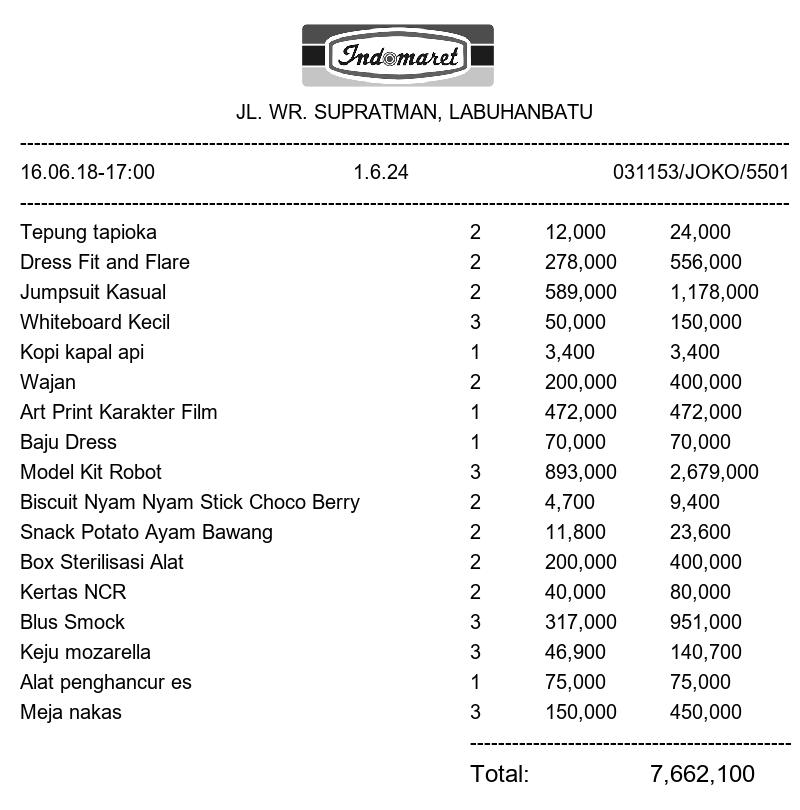 Indomaret
JL. WR. SUPRATMAN, LABUHANBATU
16.06.18-17:00 1.6.24 031153/JOKO/5501
Tepung tapioka 2 12,000 24,000
Dress Fit and Flare 2 278,000 556,000
Jumpsuit Kasual 2 589,000 1,178,000
Whiteboard Kecil 3 50,000 150,000
Kopi kapal api 1 3,400 3,400
Wajan 2 200,000 400,000
Art Print Karakter Film 1 472,000 472,000
Baju Dress 1 70,000 70,000
Model Kit Robot 3 893,000 2,679,000
Biscuit Nyam Nyam Stick Choco Berry 2 4,700 9,400
Snack Potato Ayam Bawang 2 11,800 23,600
Box Sterilisasi Alat 2 200,000 400,000
Kertas NCR 2 40,000 80,000
Blus Smock 3 317,000 951,000
Keju mozarella 3 46,900 140,700
Alat penghancur es 1 75,000 75,000
Meja nakas 3 150,000 450,000
Total: 7,662,100